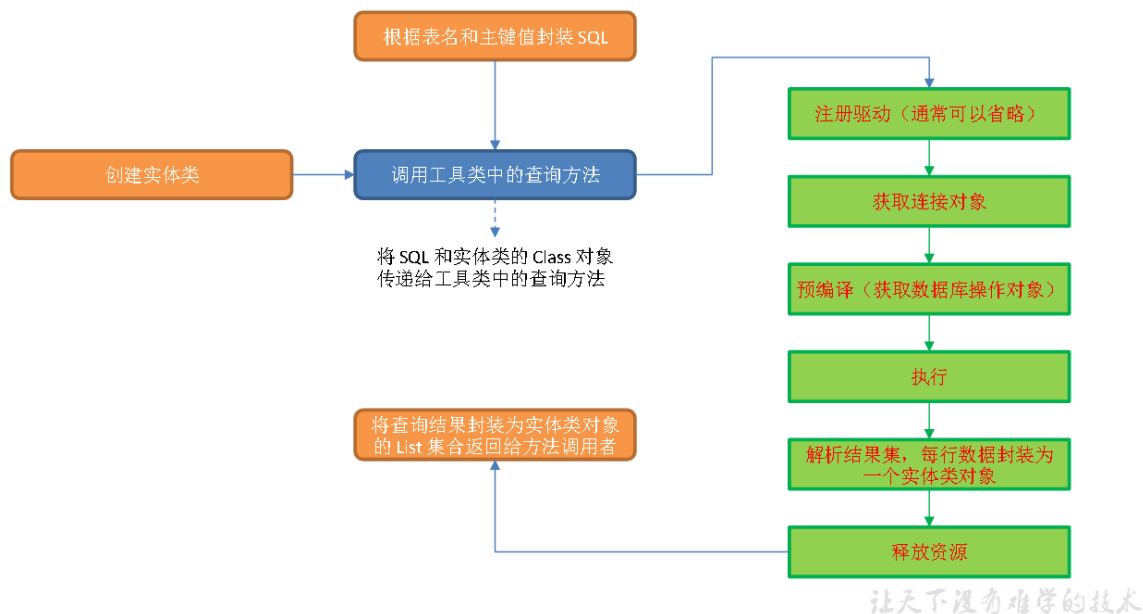 根据表名和主键值封装 SQL
注册驱动（通常可以省略）
创建实体类
调用工具类中的查询方法
获取连接对象
将 SQL 和实体类的 Class 对象
传递给工具类中的查询方法
预编译（获取数据库操作对象）
执行
将查询结果封装为实体类对象
的 List 集合返回给方法调用者
解析结果集，每行数据封装为
一个实体类对象
释放资源
让天下没有难学的技术